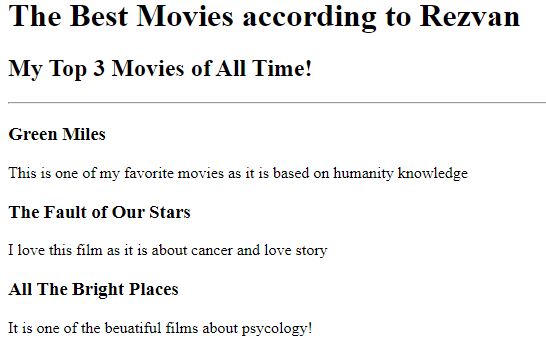 The Best Movies according to Rezvan
My Top 3 Movies of All Time!
Green Miles
This is one of my favorite movies as it is based on humanity knowledge
The Fault of Our Stars
I love this film as it is about cancer and love story
All The Bright Places
It is one of the beuatiful films about psycology!